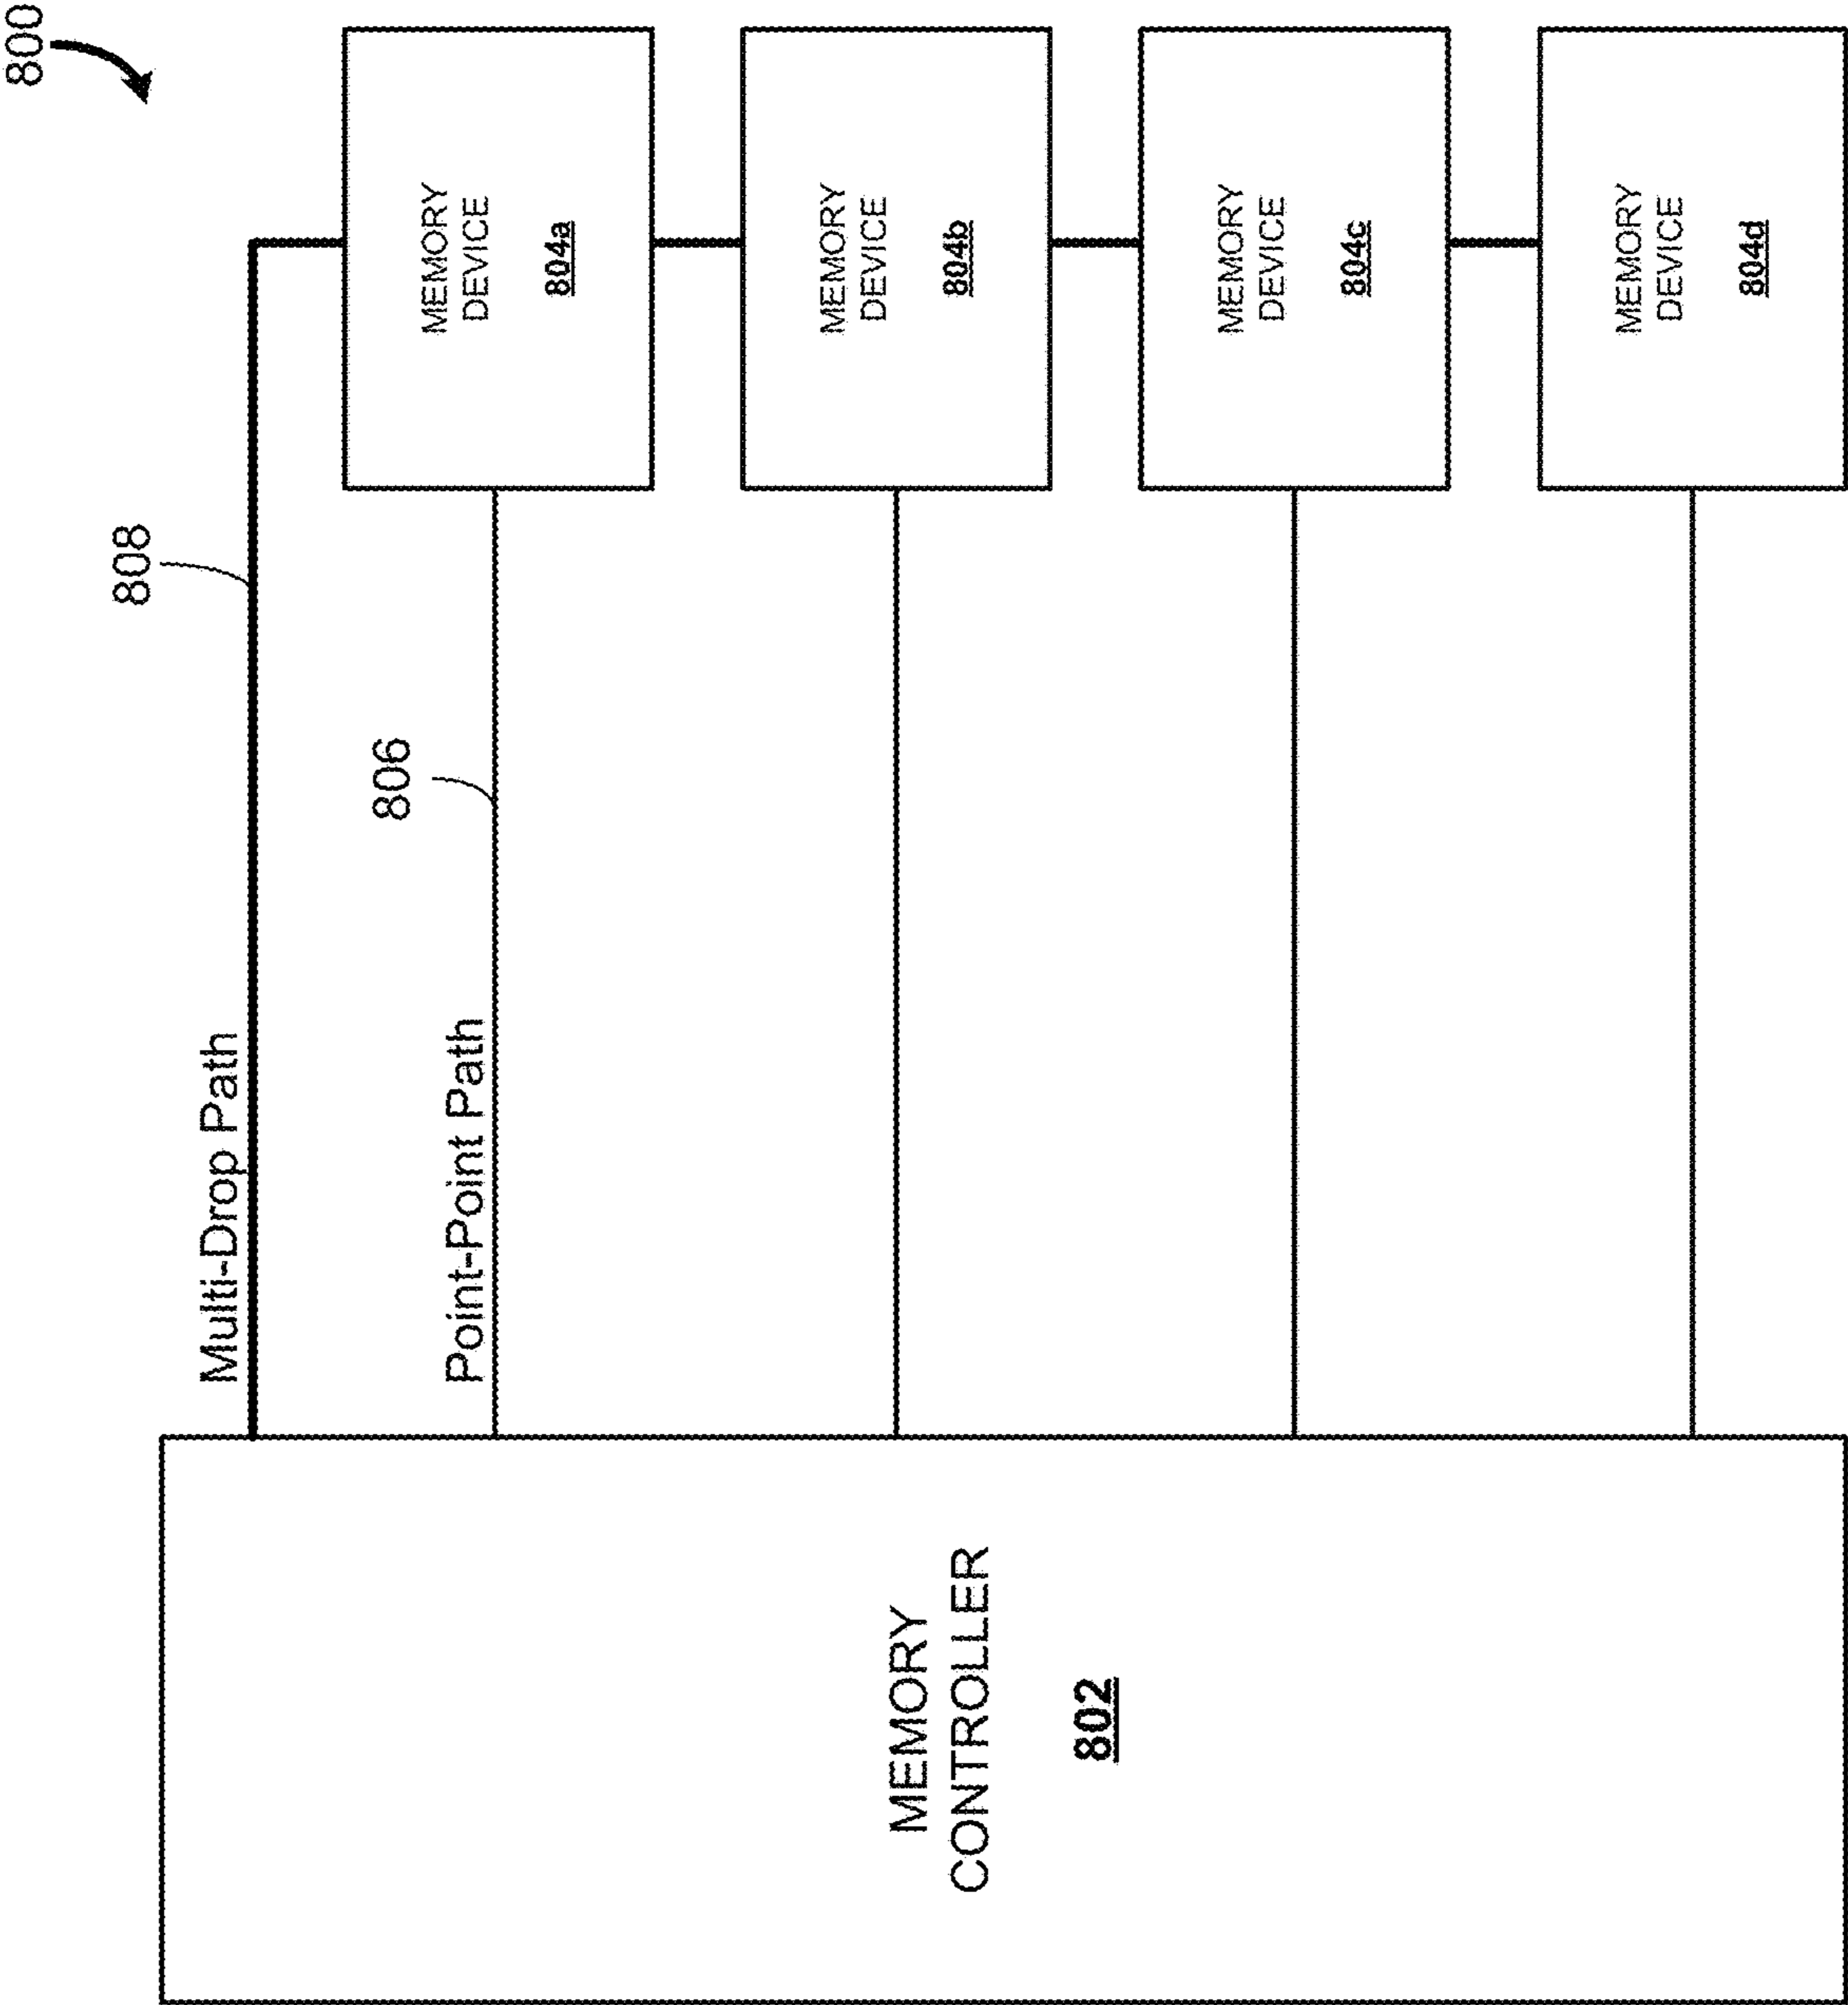 800
808
Multi-Drop Path
806
Point-Point Path
MEMORY
DEVICE
804a
MEMORY
DEVICE
804b
MEMORY
DEVICE
804c
MEMORY
DEVICE
804d
MEMORY
CONTROLLER
802